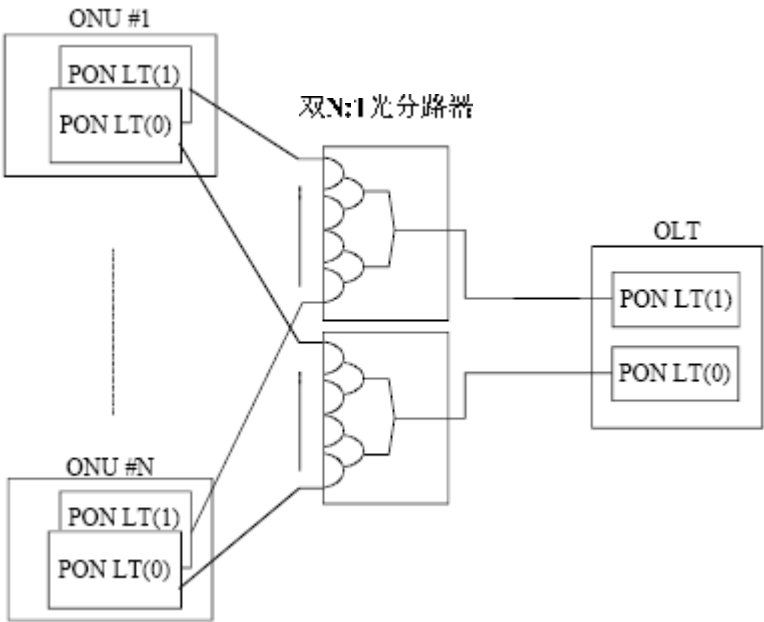 ONU #1
PON LT(1)
PON LT(0)
双N:1光分路器
OLT
PON LT(1)
PON LT(0)
ONU #N
PON LT(1)
PON LT(0)